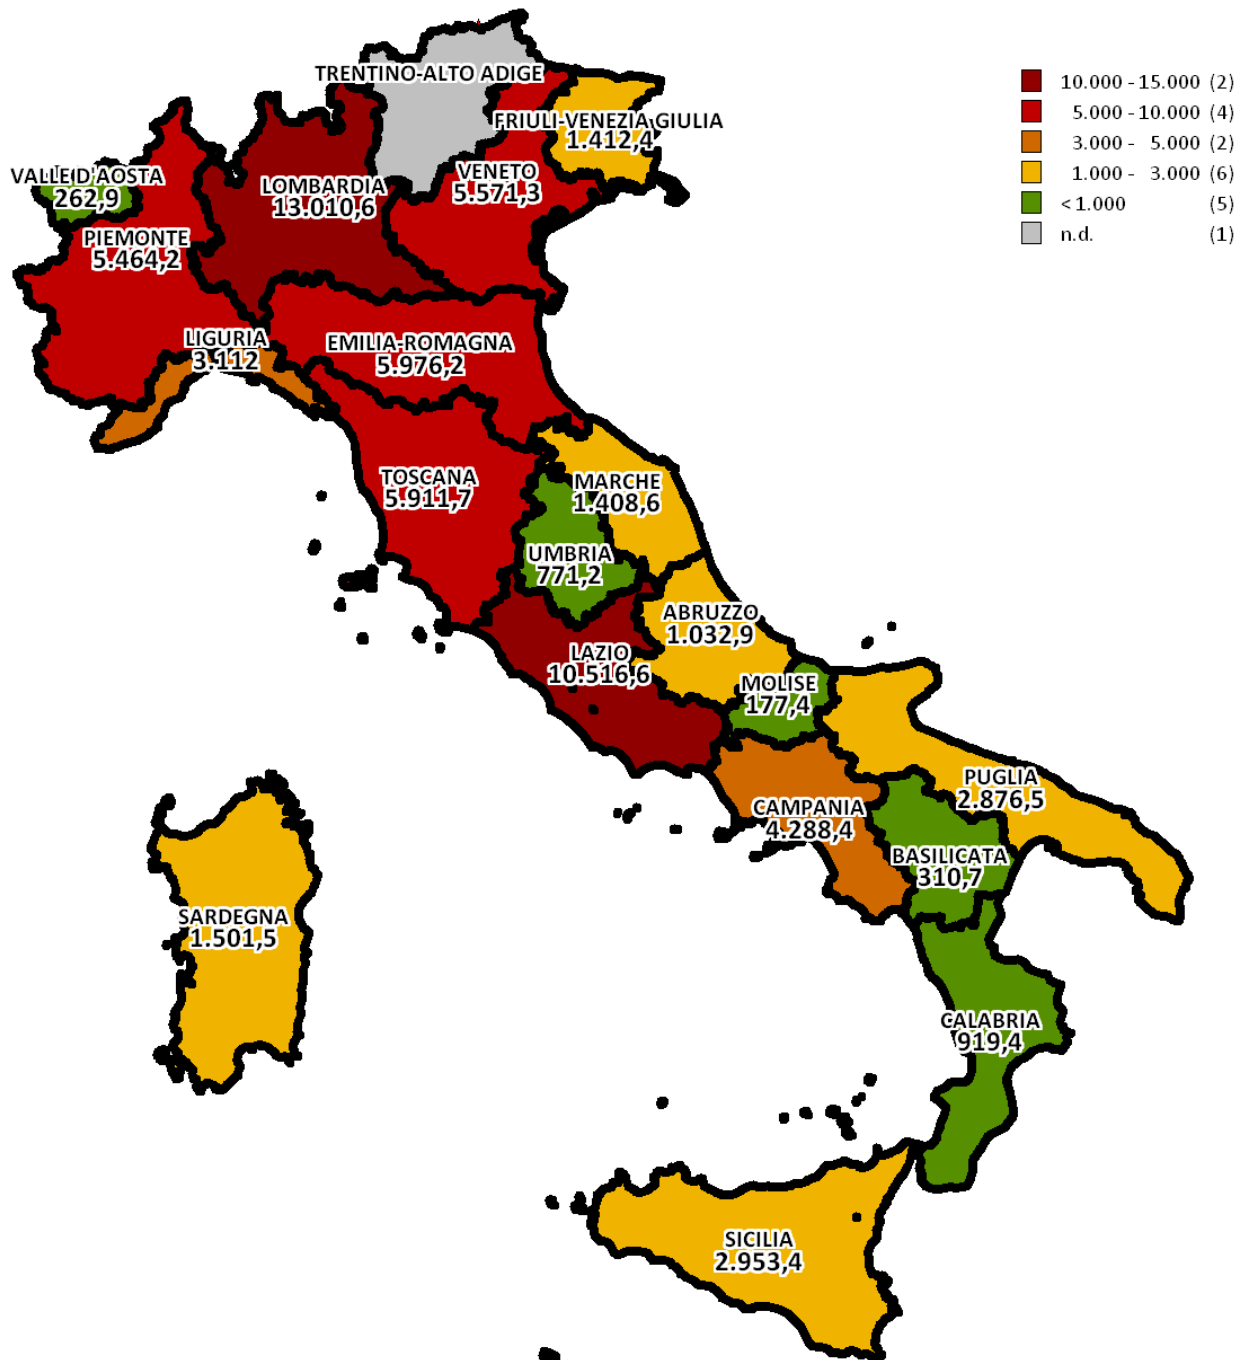 TRENTINO-ALTO ADIGE
10.000 - 15.000 (2)
5.000 - 10.000 (4)
3.000 - 5.000 (2)
1.000 - 3.000 (6)
< 1.000 (5)
n.d. (1)
FRIULI-VENEZIA GIULIA
1.412,4
VALLE D'AOSTA
262,9
LOMBARDIA
13.010,6
VENETO
5.571,3
PIEMONTE
5.464,2
LIGURIA
3.112
EMILIA-ROMAGNA
5.976,2
TOSCANA
5.911,7
MARCHE
1.408,6
UMBRIA
771,2
ABRUZZO
1.032,9
LAZIO
10.516,6
MOLISE
177,4
PUGLIA
2.876,5
CAMPANIA
4.288,4
BASILICATA
310,7
SARDEGNA
1.501,5
CALABRIA
919,4
SICILIA
2.953,4